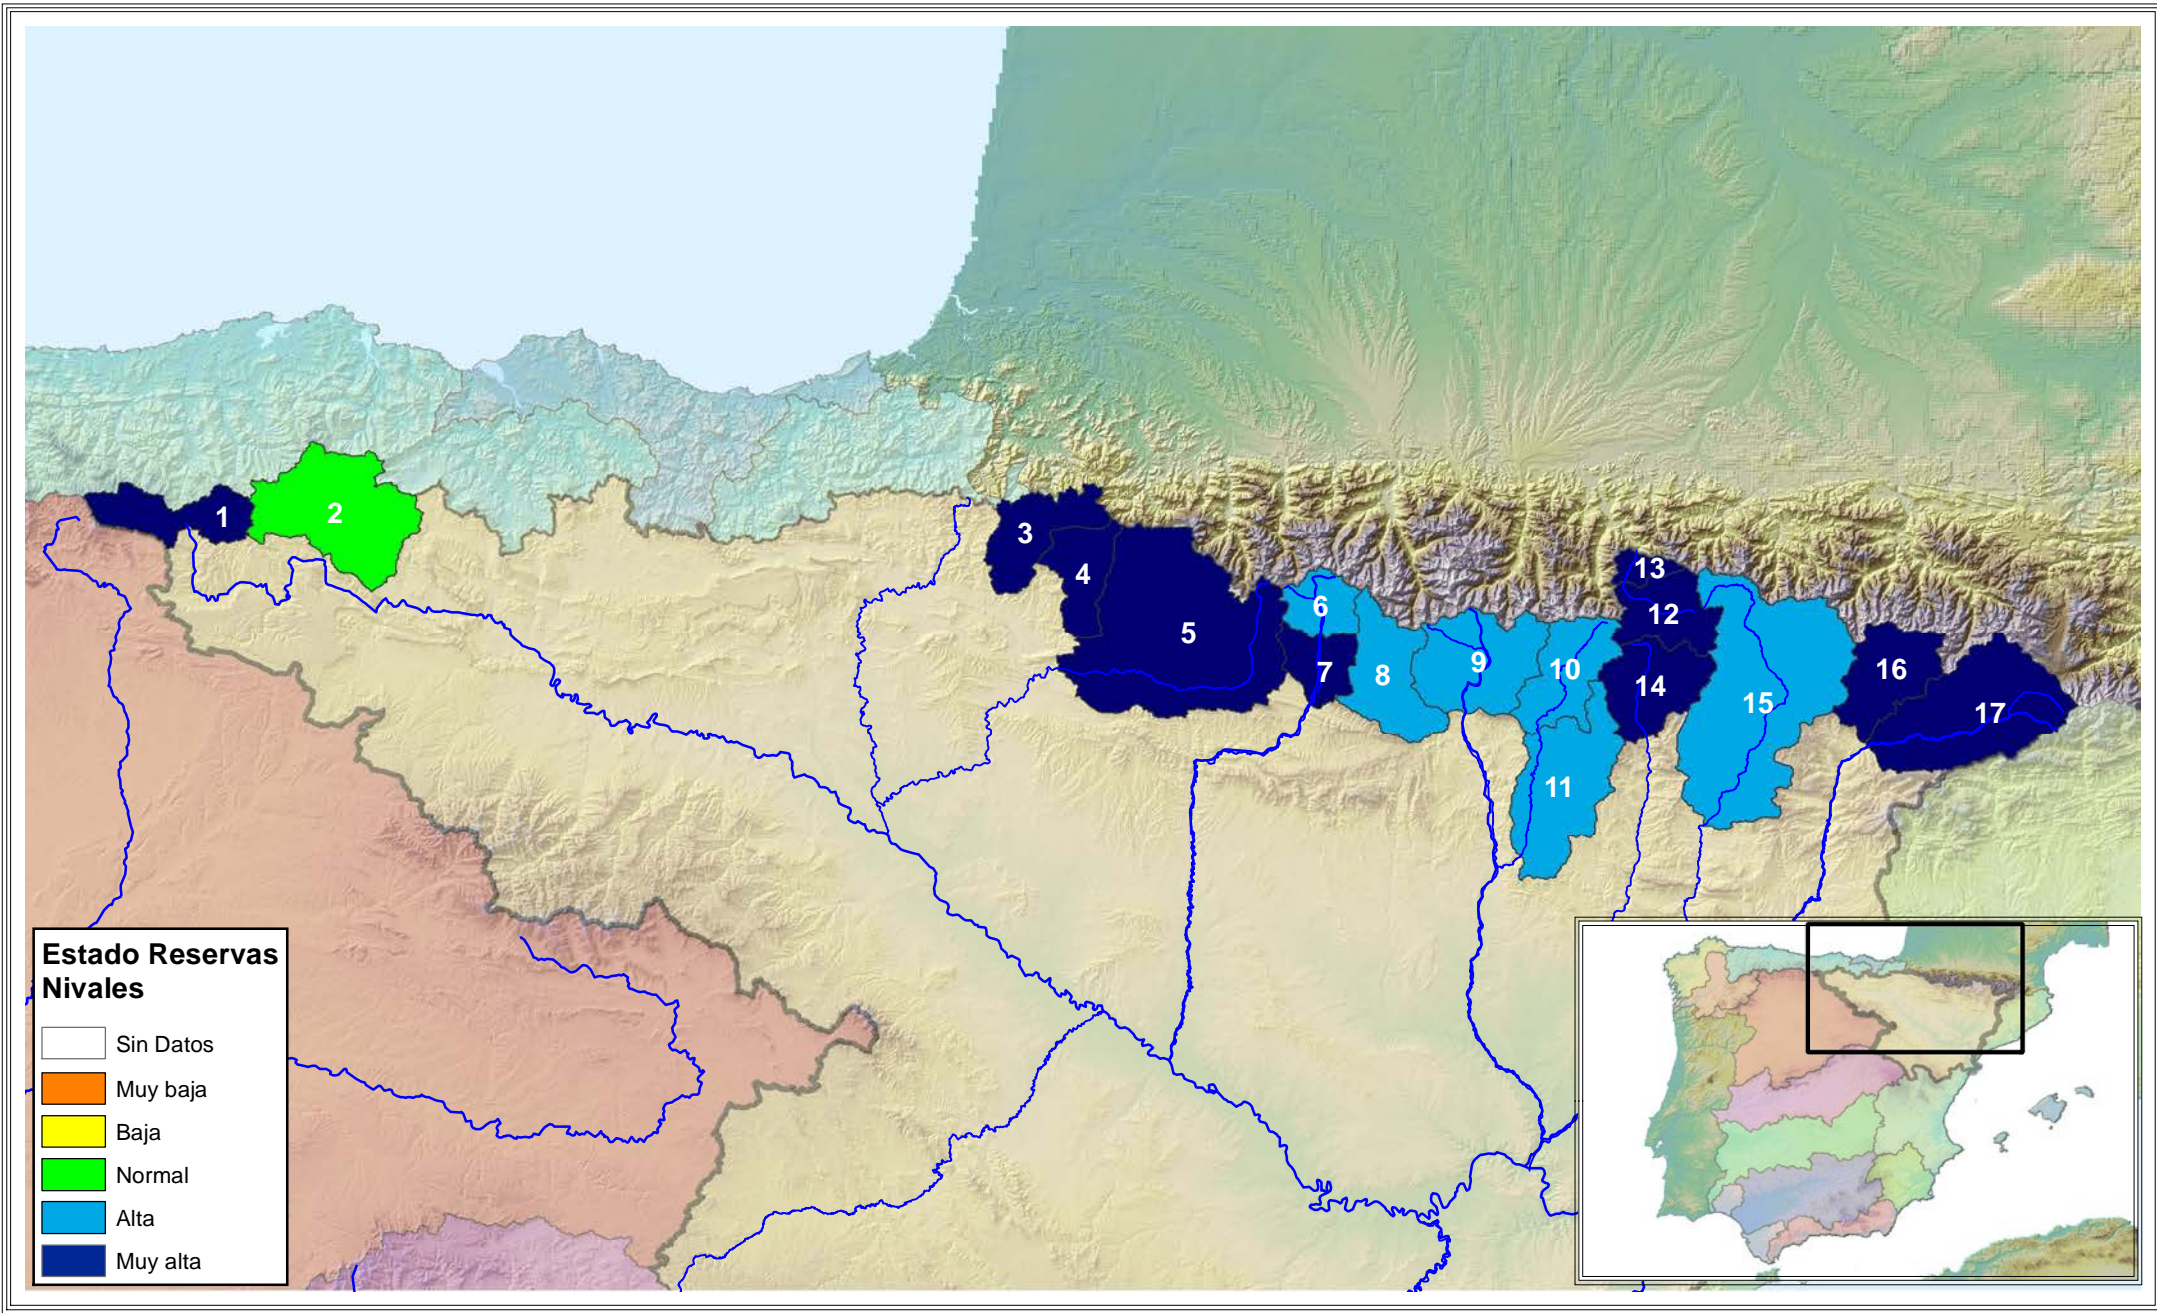 1
2
3
4
5
6
7
8
9
10
11
12
13
14
15
16
17
Estado Reservas
Nivales
Sin Datos
Muy baja
Baja
Normal
Alta
Muy alta